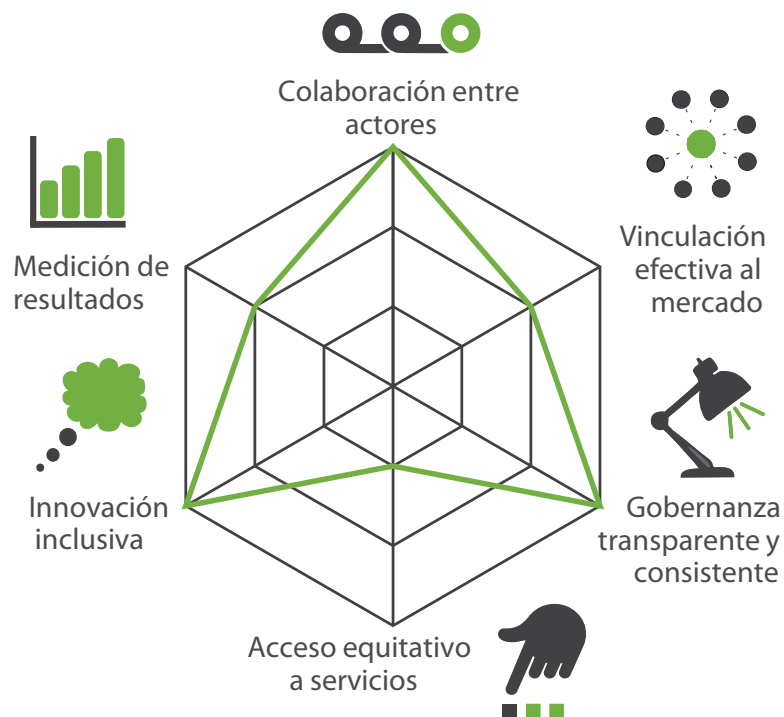 Colaboración entre
actores
Vinculación
efectiva al
mercado
Medición de
resultados
Innovación
inclusiva
Gobernanza
transparente y
consistente
Acceso equitativo
a servicios